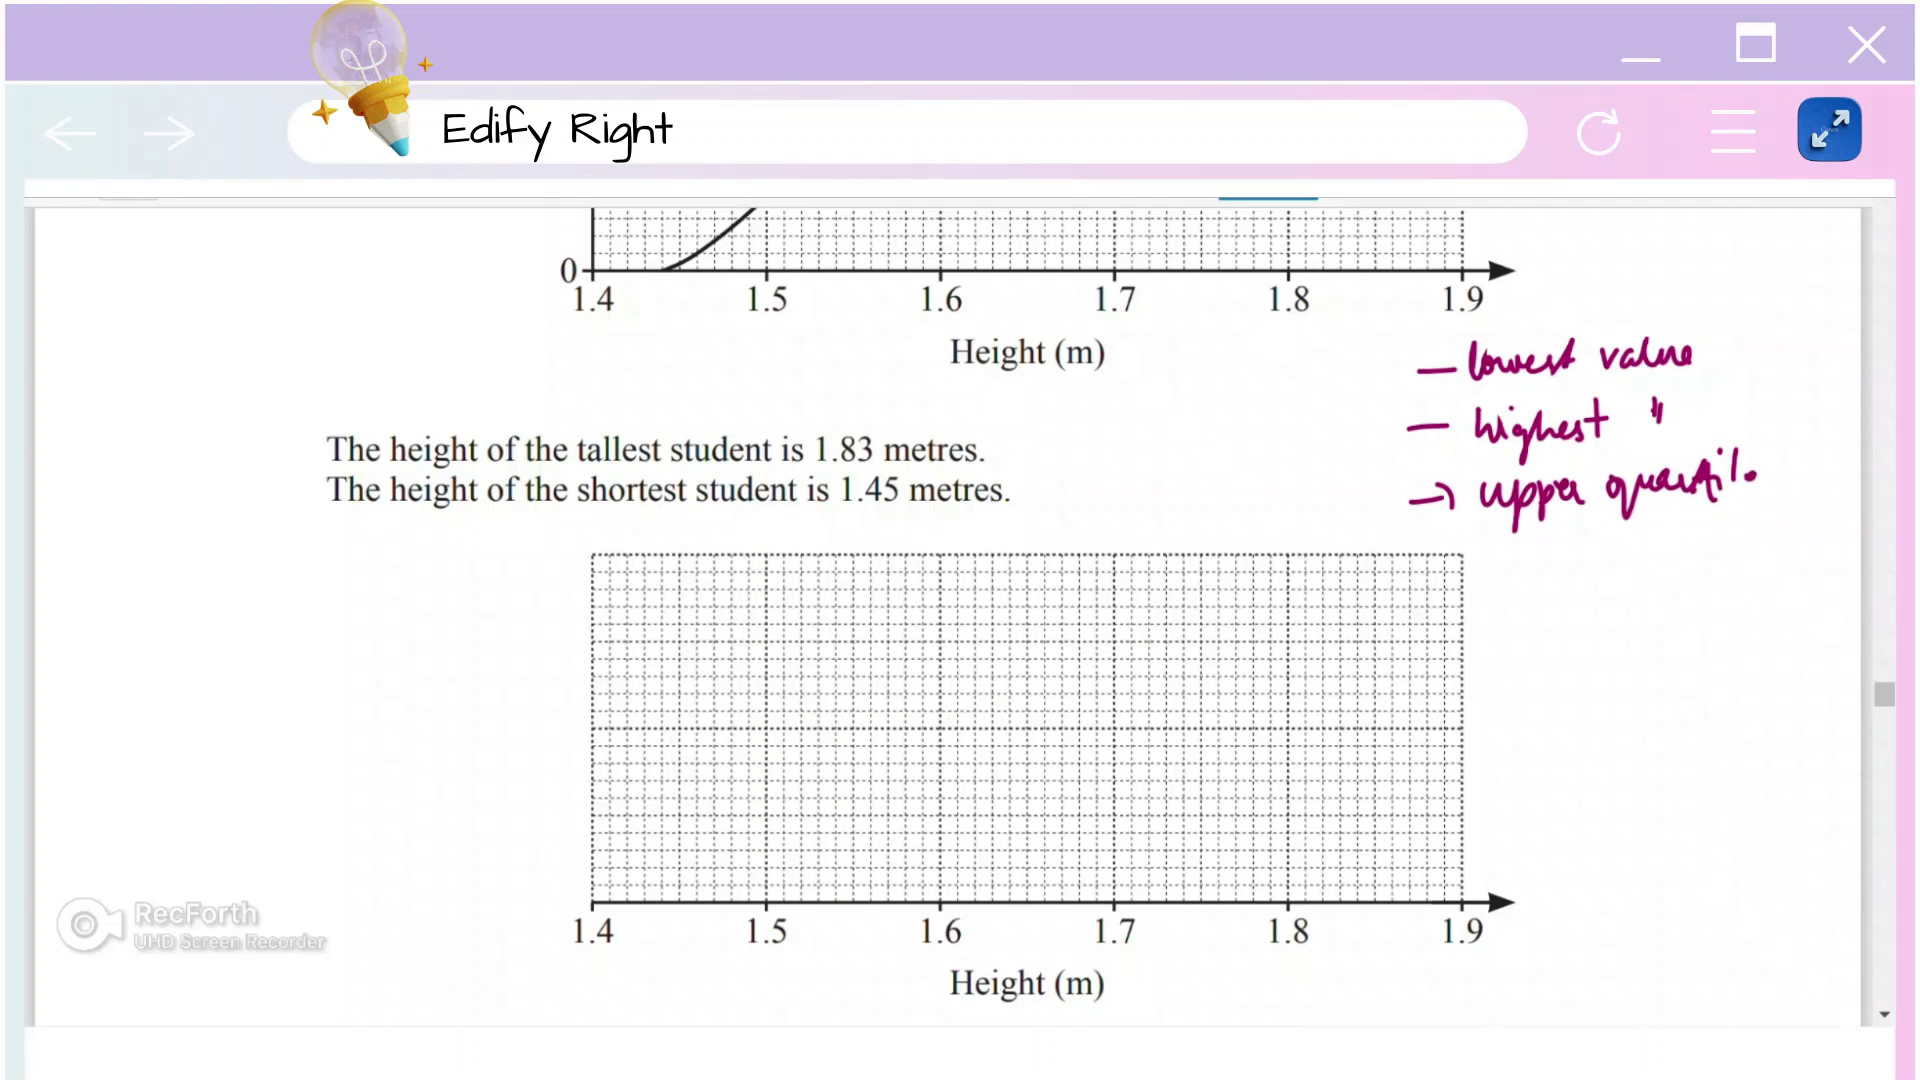 Edify Right
0
1.4 1.5 1.6 1.7 1.8 1.9
Height (m)
— lowest value
— highest "
The height of the tallest student is 1.83 metres.
The height of the shortest student is 1.45 metres.
→ upper
1.4 1.5 1.6 1.7 1.8 1.9
Height (m)
RecForth
UHD Screen Recorder